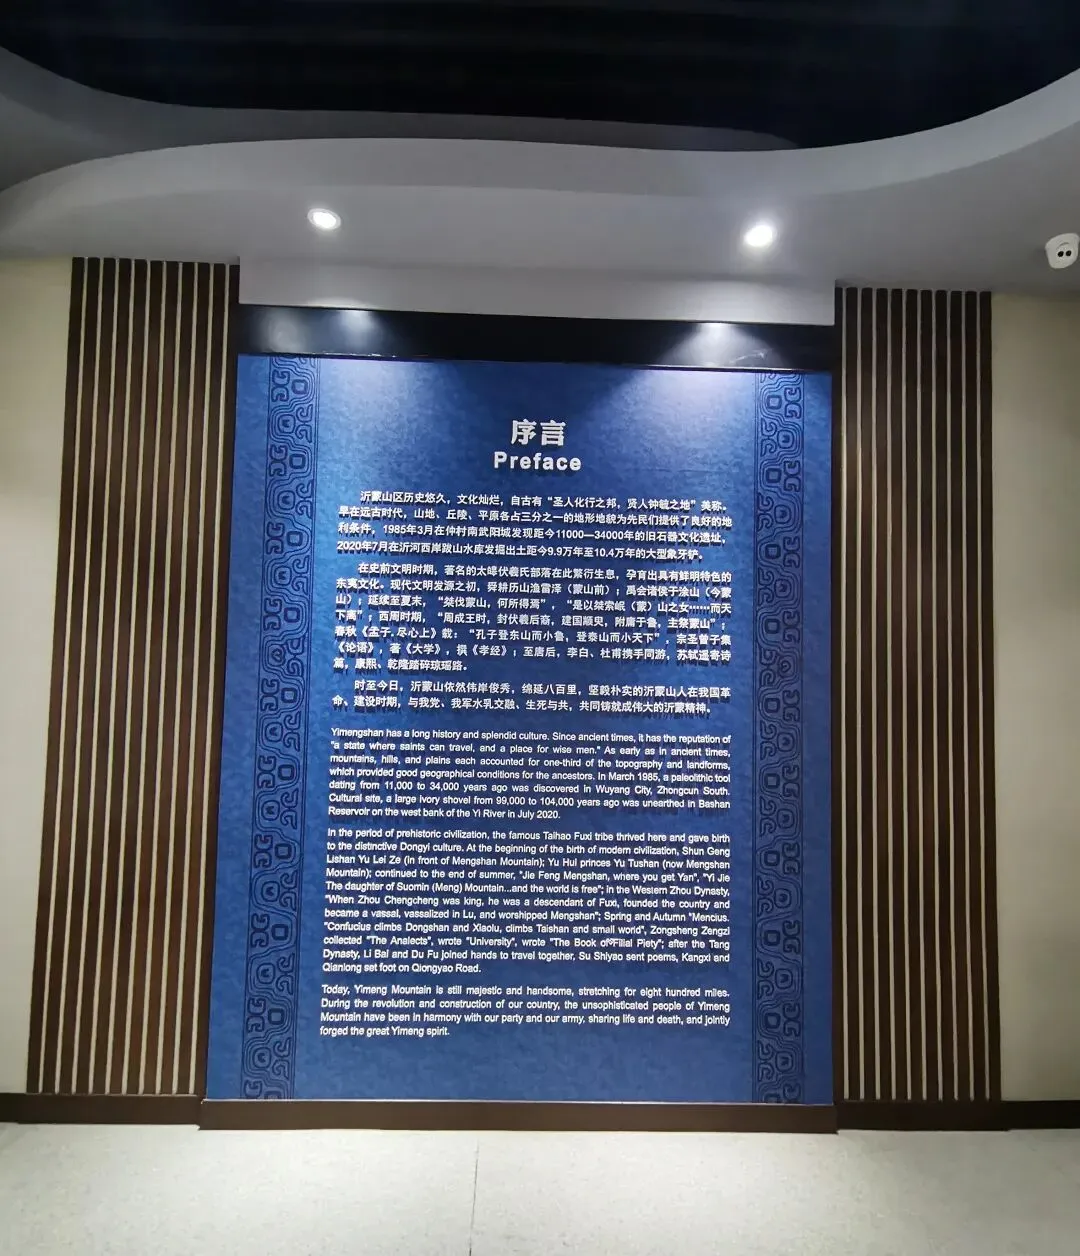 序言
Preface
沂蒙山区历史悠久，文化灿烂，自古有“圣人化行之邦，贤人钟毓之地”美称。
早在远古时代，山地、丘陵、平原各占三分之一的地形地貌为先民们提供了良好的地
利条件，1985年3月在仲村南武阳城发现距今11000—34000年的旧石器文化遗址，
2020年7月在沂河西岸跋山水库发掘出土距今9.9万年至10.4万年的大型象牙铲。
在史前文明时期，著名的太皞伏羲氏部落在此繁衍生息，孕育出具有鲜明特色的
东夷文化。现代文明发源之初，舜耕历山渔雷泽（蒙山前）；禹会诸侯于涂山（今蒙
山）；延续至夏末，“桀伐蒙山，何所得焉”，“是以桀索岷（蒙）山之女……而天
下离”；西周时期，“周成王时，封伏羲后裔，建国颛臾，附庸于鲁，主祭蒙山”；
春秋《孟子.尽心上》载：“孔子登东山而小鲁，登泰山而小天下”，宗圣曾子集
《论语》，著《大学》，撰《孝经》；至唐后，李白、杜甫携手同游，苏轼遥寄诗
篇，康熙、乾隆踏碎琼瑶路。
时至今日，沂蒙山依然伟岸俊秀，绵延八百里，坚毅朴实的沂蒙山人在我国革
命、建设时期，与我党、我军水乳交融、生死与共，共同铸就成伟大的沂蒙精神。
Yimengshan has a long history and splendid culture. Since ancient times, it has the reputation of
"a state where saints can travel, and a place for wise men." As early as in ancient times,
mountains, hills, and plains each accounted for one-third of the topography and landforms,
which provided good geographical conditions for the ancestors. In March 1985, a paleolithic tool
dating from 11,000 to 34,000 years ago was discovered in Wuyang City, Zhongcun South.
Cultural site, a large ivory shovel from 99,000 to 104,000 years ago was unearthed in Bashan
Reservoir on the west bank of the Yi River in July 2020.
In the period of prehistoric civilization, the famous Taihao Fuxi tribe thrived here and gave birth
to the distinctive Dongyi culture. At the beginning of the birth of modern civilization, Shun Geng
Lishan Yu Lei Ze (in front of Mengshan Mountain); Yu Hui princes Yu Tushan (now Mengshan
Mountain); continued to the end of summer, "Jie Feng Mengshan, where you get Yan", "Yi Jie
The daughter of Suomin (Meng) Mountain...and the world is free"; in the Western Zhou Dynasty,
"When Zhou Chengcheng was king, he was a descendant of Fuxi, founded the country and
became a vassal, vassalized in Lu, and worshipped Mengshan"; Spring and Autumn "Mencius.
"Confucius climbs Dongshan and Xiaolu, climbs Taishan and small world", Zongsheng Zengzi
collected "The Analects", wrote "University", wrote "The Book of Filial Piety"; after the Tang
Dynasty, Li Bai and Du Fu joined hands to travel together, Su Shiyao sent poems, Kangxi and
Qianlong set foot on Qiongyao Road.
Today, Yimeng Mountain is still majestic and handsome, stretching for eight hundred miles.
During the revolution and construction of our country, the unsophisticated people of Yimeng
Mountain have been in harmony with our party and our army, sharing life and death, and jointly
forged the great Yimeng spirit.